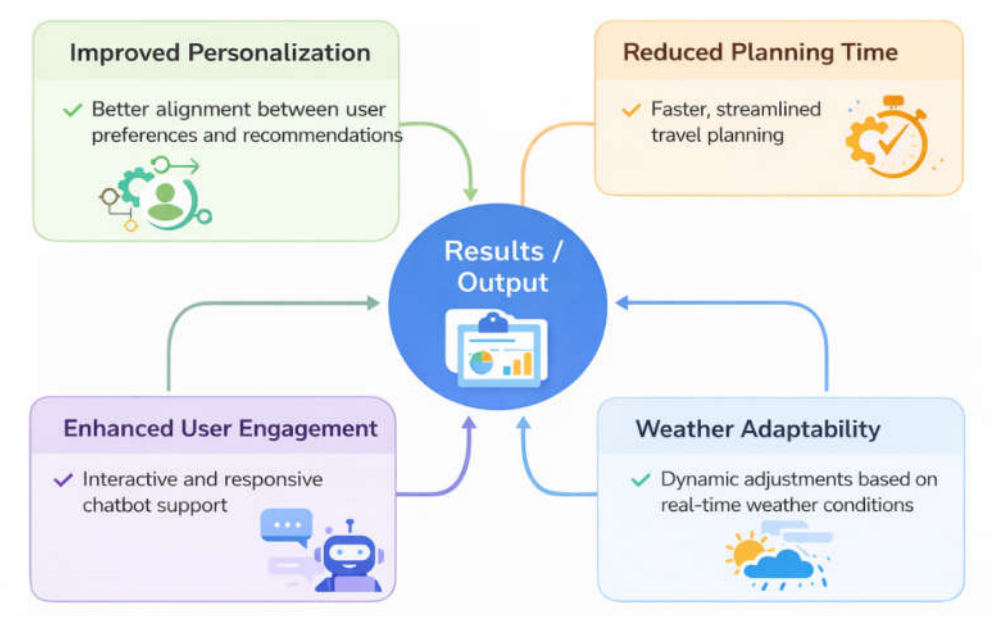 Improved Personalization
Better alignment between user
preferences and recommendations
Reduced Planning Time
Faster, streamlined
travel planning
Results /
Output
Enhanced User Engagement
Interactive and responsive
chatbot support
Weather Adaptability
Dynamic adjustments based on
real-time weather conditions